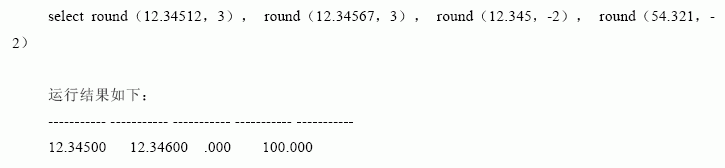 select round（12.34512，3）， round（12.34567，3）， round（12.345，-2）， round（54.321，-
2）
运行结果如下：
----------- ----------- ----------- ----------- -----------
12.34500 12.34600 .000 100.000